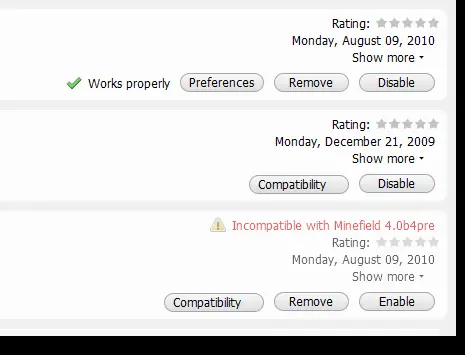 Rating:
Monday, August 09, 2010
Show more
Works properly Preferences Remove Disable
Rating:
Monday, December 21, 2009
Show more
Compatibility Disable
Incompatible with Minefield 4.0b4pre
Rating:
Monday, August 09, 2010
Show more
Compatibility Remove Enable